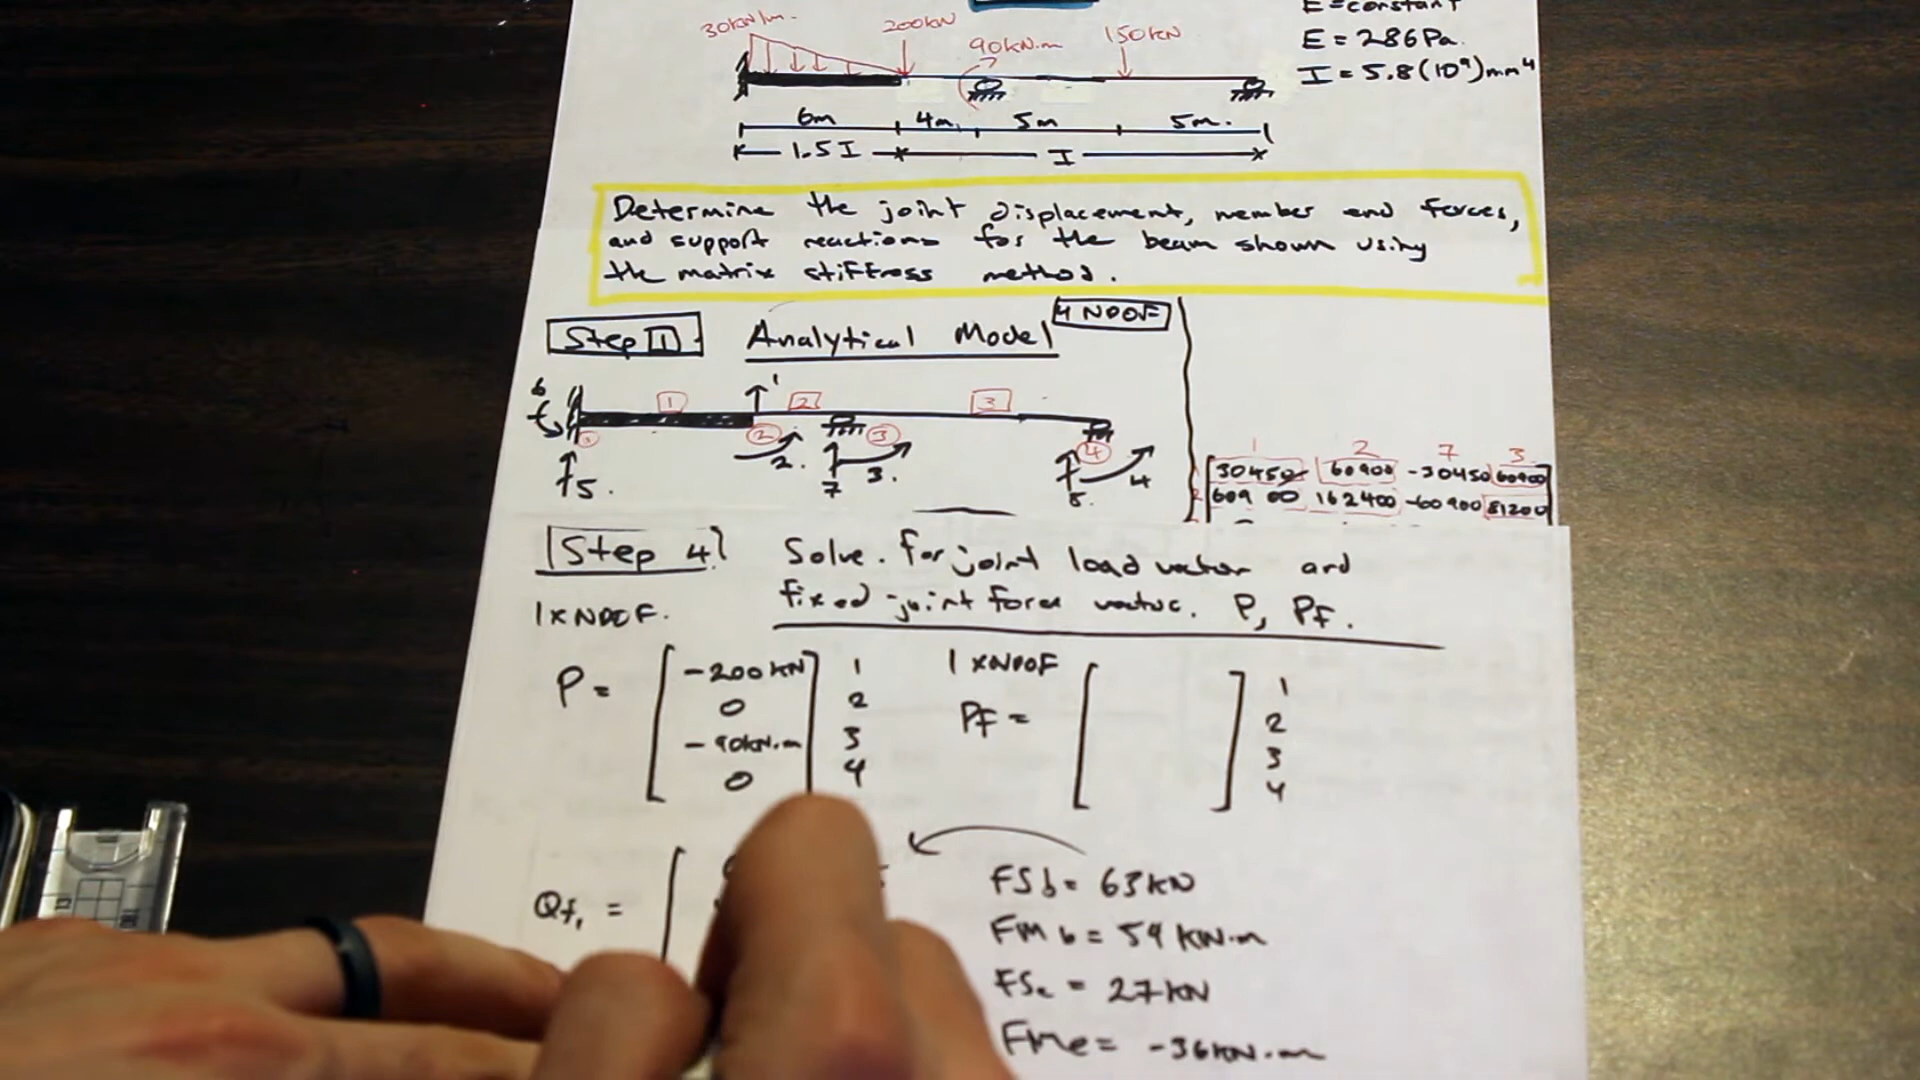 E = constant
30kN/m. 200kN 90kN.m 150kN
E = 28GPa.
I = 5.8(10⁹)mm⁴
6m 4m. 5m 5m.
1.5I I
Determine the joint displacement, member end forces,
and support reactions for the beam shown using
the matrix stiffness method.
Step 1 Analytical Model 4 NDOF
6 1 1 2 3
1 2 2. 3 3. 4 4
5. 7 8.
1 2 7 3
30450 60900 -30450 60900
60900 162400 -60900 81200
Step 4 Solve for joint load vector and
fixed-joint force vector. P, Pf.
1xNDOF.
P = -200kN 0 -90kN.m 0 1 2 3 4
1xNDOF
Pf = 1 2 3 4
Qf₁ =
FSb = 63kN
FMb = 54kN.m
FSe = 27kN
FMe = -36kN.m